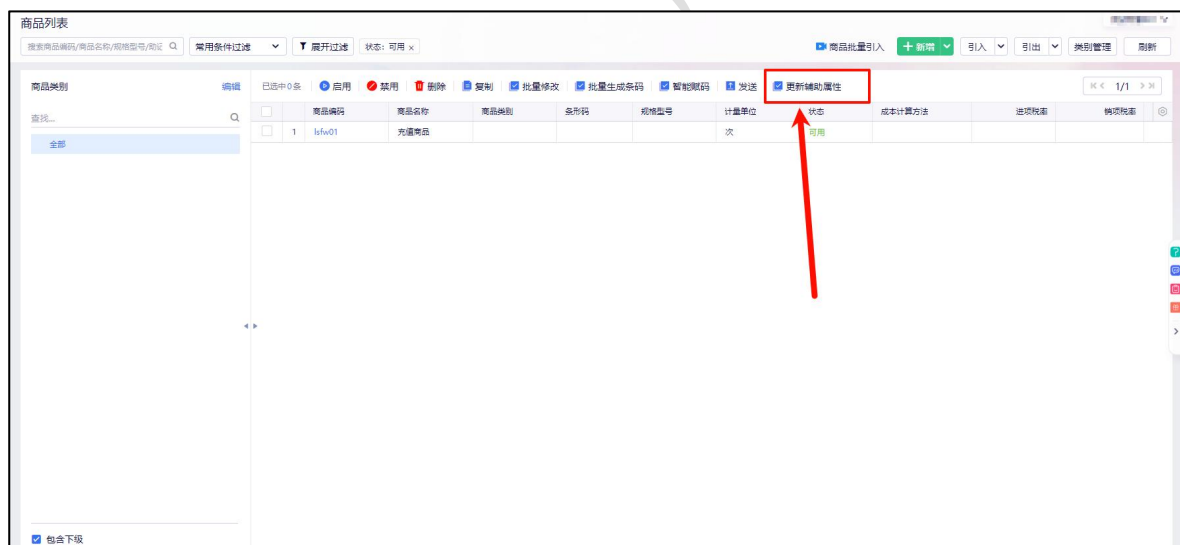 商品列表
搜索商品编码/商品名称/规格型号/助记 常用条件过滤 展开过滤 状态: 可用 x 商品批量引入 + 新增 引入 引出 类别管理 刷新
商品类别 编辑 已选中0条 启用 禁用 删除 复制 批量修改 批量生成条码 智能赋码 发送 更新辅助属性 1/1
查找... 商品编码 商品名称 商品类别 条形码 规格型号 计量单位 状态 成本计算方法 进项税率 销项税率
1 lsfw01 充值商品 次 可用
全部
包含下级